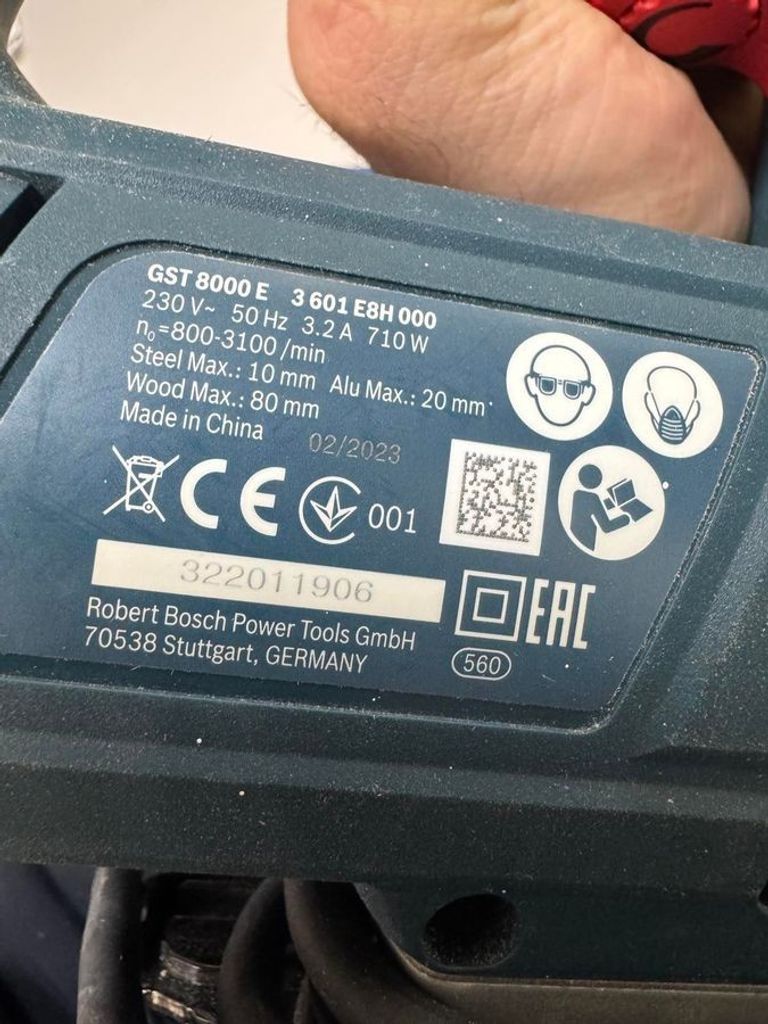 GST 8000 E 3 601 E8H 000
230 V~ 50 Hz 3.2 A 710 W
n₀=800-3100 /min
Steel Max.: 10 mm Alu Max.: 20 mm
Wood Max.: 80 mm
Made in China
02/2023
CE 001
322011906
Robert Bosch Power Tools GmbH
70538 Stuttgart, GERMANY
EAC
560